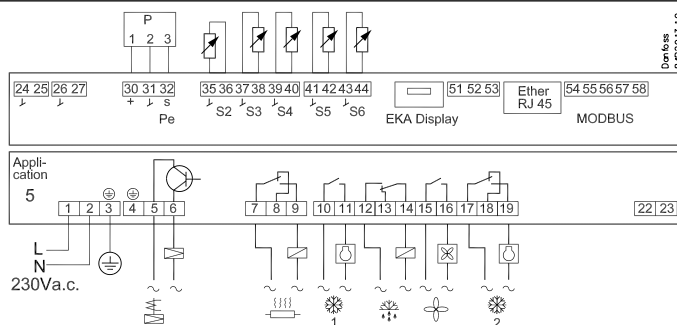 P
1 2 3
Danfoss
24 25 26 27 30 31 32 35 36 37 38 39 40 41 42 43 44 51 52 53 Ether RJ 45 54 55 56 57 58
+ s S2 S3 S4 S5 S6
Pe EKA Display MODBUS
Appli-
cation
5
1 2 3 4 5 6 7 8 9 10 11 12 13 14 15 16 17 18 19 22 23
L
N
230Va.c.
1 2